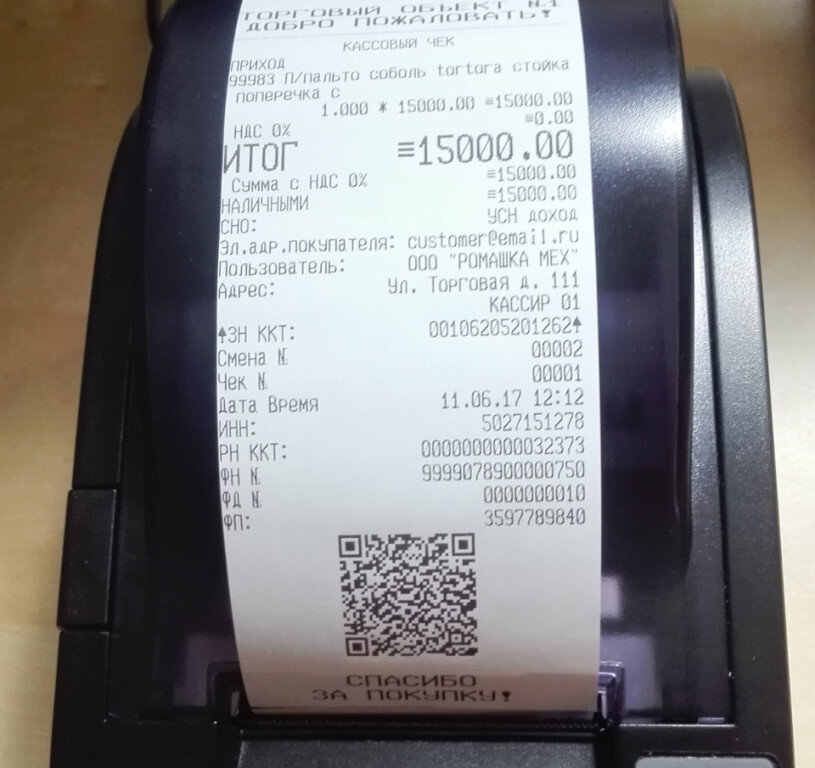 ТОРГОВЫЙ ОБЪЕКТ №1
ДОБРО ПОЖАЛОВАТЬ!
КАССОВЫЙ ЧЕК
ПРИХОД
99983 П/пальто соболь tortora стойка
поперечка с
1.000 * 15000.00 ≡15000.00
≡0.00
НДС 0%
ИТОГ ≡15000.00
Сумма с НДС 0% ≡15000.00
НАЛИЧНЫМИ ≡15000.00
СНО: УСН доход
Эл.адр.покупателя: customer@email.ru
Пользователь: ООО "РОМАШКА МЕХ"
Адрес: Ул. Торговая д. 111
КАССИР 01
ЗН ККТ: 00106205201262
Смена № 00002
Чек № 00001
Дата Время 11.06.17 12:12
ИНН: 5027151278
РН ККТ: 0000000000032373
ФН № 9999078900000750
ФД № 0000000010
ФП: 3597789840
СПАСИБО
ЗА ПОКУПКУ!